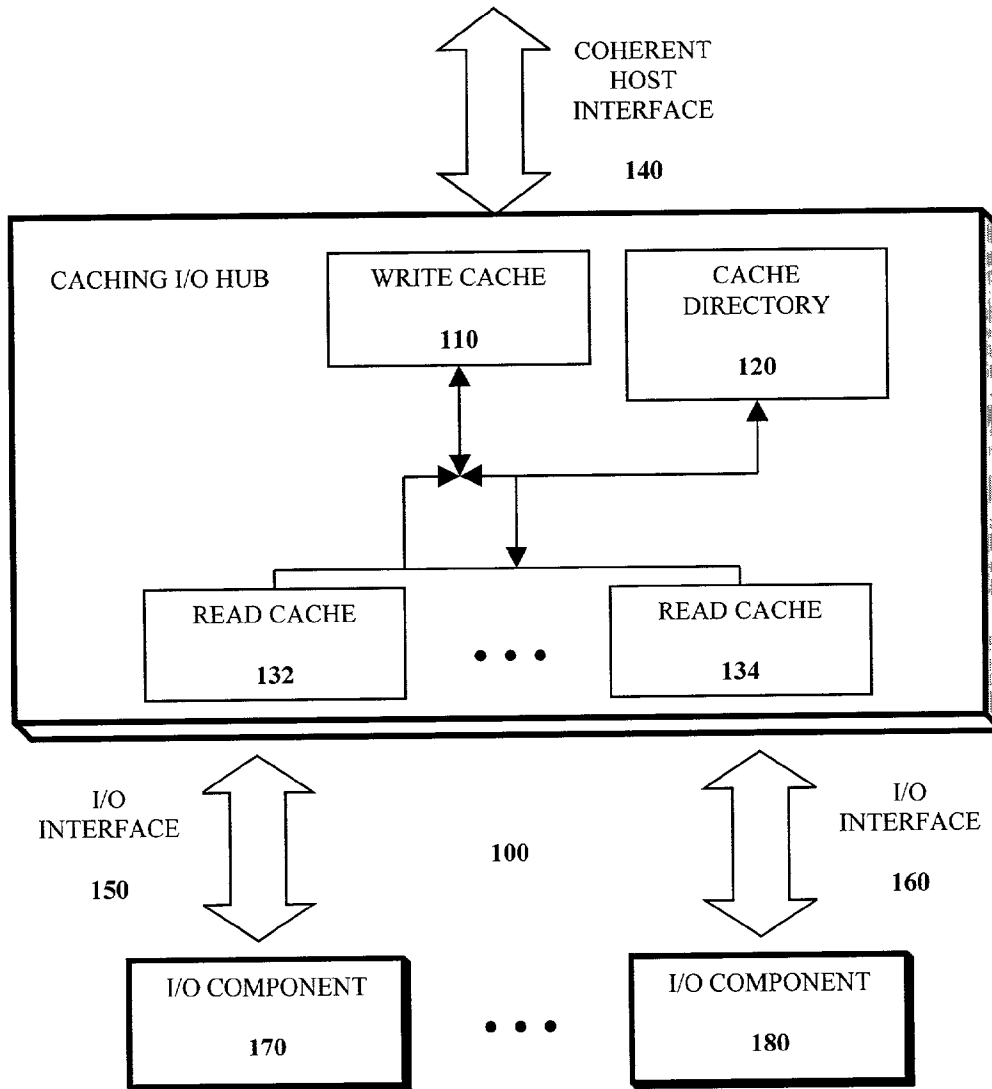 COHERENT
HOST
INTERFACE
140
CACHING I/O HUB
WRITE CACHE
110
CACHE
DIRECTORY
120
READ CACHE
132
READ CACHE
134
I/O
INTERFACE
150
100
I/O
INTERFACE
160
I/O COMPONENT
170
I/O COMPONENT
180